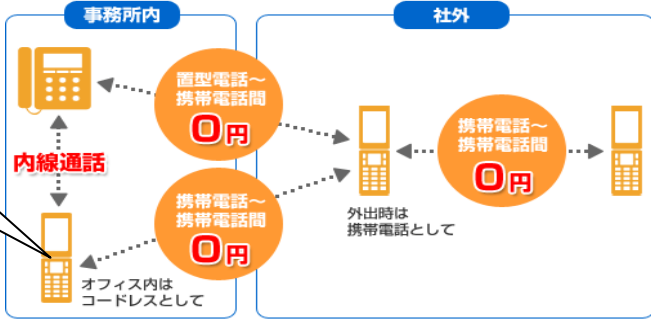 事務所内
社外
置型電話～
携帯電話間
0円
内線通話
携帯電話～
携帯電話間
0円
オフィス内は
コードレスとして
外出時は
携帯電話として
携帯電話～
携帯電話間
0円